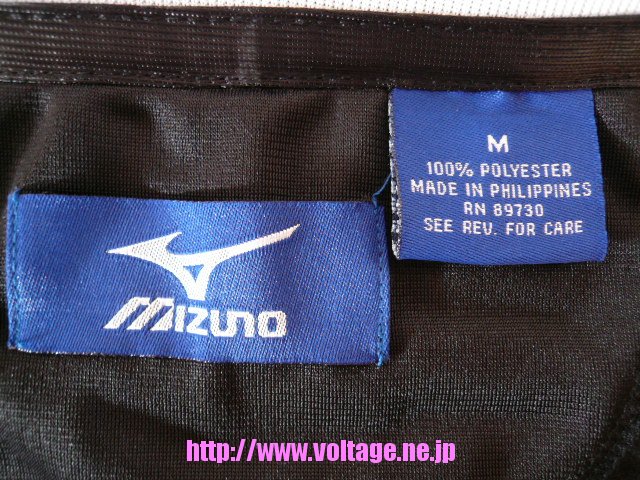 M
100% POLYESTER
MADE IN PHILIPPINES
RN 89730
SEE REV. FOR CARE
MIZUNO
http://www.voltage.ne.jp